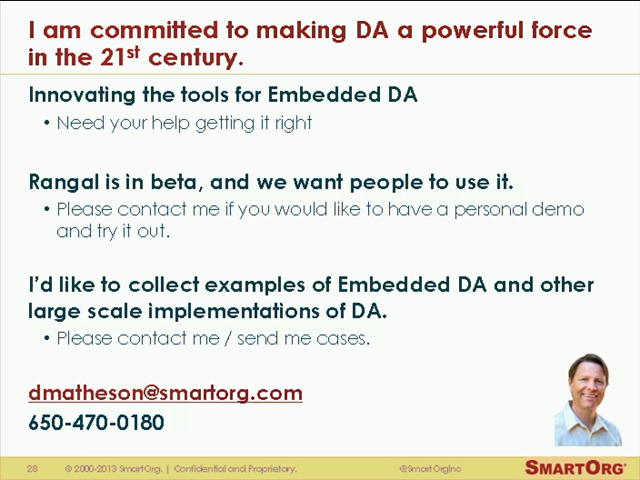 I am committed to making DA a powerful force
in the 21st century.
Innovating the tools for Embedded DA
• Need your help getting it right
Rangal is in beta, and we want people to use it.
• Please contact me if you would like to have a personal demo
and try it out.
I'd like to collect examples of Embedded DA and other
large scale implementations of DA.
• Please contact me / send me cases.
dmatheson@smartorg.com
650-470-0180
28 © 2000-2013 SmartOrg. | Confidential and Proprietary. @SmartOrgInc SMARTORG®